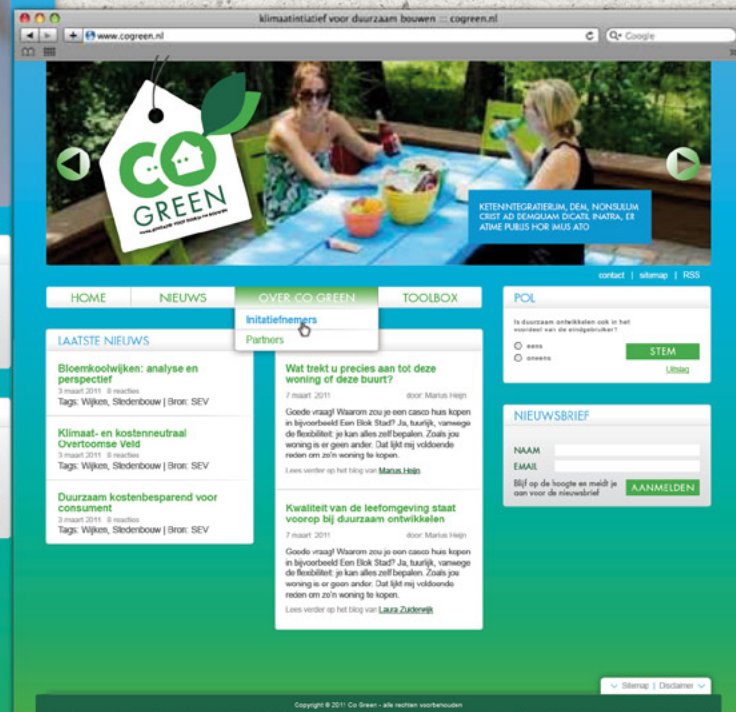 klimaatintiatief voor duurzaam bouwen ::: cogreen.nl
www.cogreen.nl
Google
CO
GREEN
KETENINTEGRATIERUM, DEM, NONSULUM
CRIST AD DEMQUAM DICATIL INATRA, ER
ATIME PUBLIS HOR IMUS ATO
contact | sitemap | RSS
HOME NIEUWS OVER CO GREEN TOOLBOX
Initatiefnemers
Partners
LAATSTE NIEUWS
Bloemkoolwijken: analyse en
perspectief
3 maart 2011 8 reacties
Tags: Wijken, Stedenbouw | Bron: SEV
Klimaat- en kostenneutraal
Overtoomse Veld
3 maart 2011 8 reacties
Tags: Wijken, Stedenbouw | Bron: SEV
Duurzaam kostenbesparend voor
consument
3 maart 2011 8 reacties
Tags: Wijken, Stedenbouw | Bron: SEV
Wat trekt u precies aan tot deze
woning of deze buurt?
7 maart 2011 door: Marius Heijn
Goede vraag! Waarom zou je een casco huis kopen
in bijvoorbeeld Een Blok Stad? Ja, tuurlijk, vanwege
de flexibiliteit: je kan alles zelf bepalen. Zoals jou
woning is er geen ander. Dat lijkt mij voldoende
reden om zo'n woning te kopen.
Lees verder op het blog van Marius Heijn.
Kwaliteit van de leefomgeving staat
voorop bij duurzaam ontwikkelen
7 maart 2011 door: Marius Heijn
Goede vraag! Waarom zou je een casco huis kopen
in bijvoorbeeld Een Blok Stad? Ja, tuurlijk, vanwege
de flexibiliteit: je kan alles zelf bepalen. Zoals jou
woning is er geen ander. Dat lijkt mij voldoende
reden om zo'n woning te kopen.
Lees verder op het blog van Laura Zuiderwijk.
POL
Is duurzaam ontwikkelen ook in het
voordeel van de eindgebruiker?
eens
oneens
STEM
Uitslag
NIEUWSBRIEF
NAAM
EMAIL
Blijf op de hoogte en meldt je
aan voor de nieuwsbrief
AANMELDEN
Sitemap | Disclaimer
Copyright © 2011 Co Green - alle rechten voorbehouden